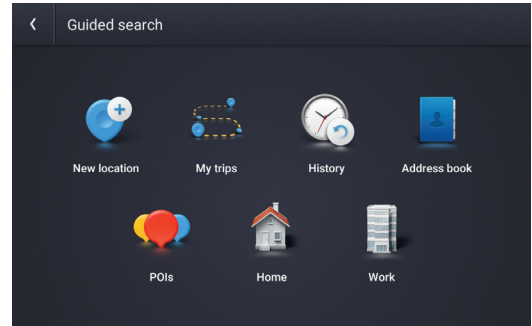 Guided search
New location My trips History Address book
POIs Home Work